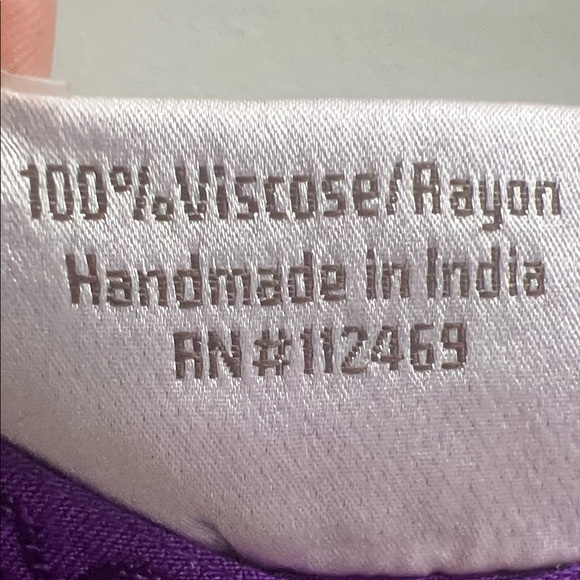 100% Viscose/Rayon
Handmade in India
RN#112469